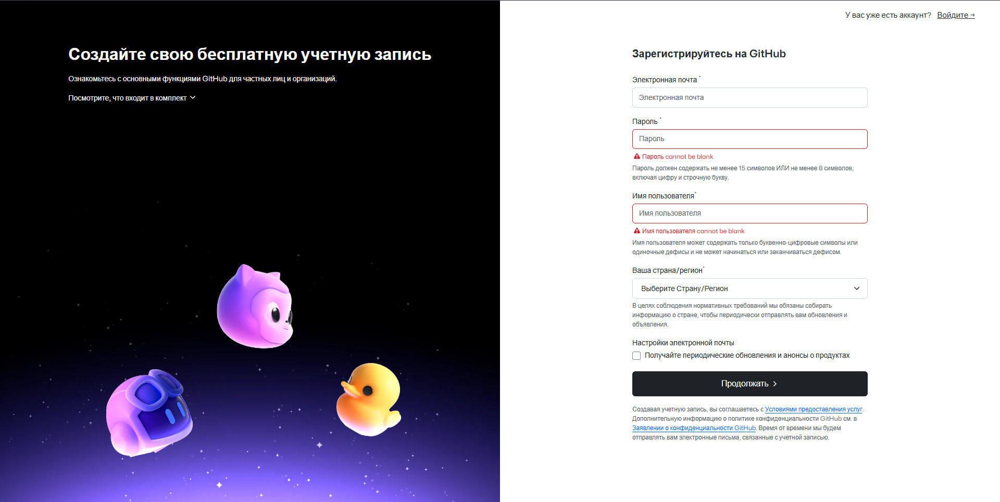 У вас уже есть аккаунт? Войдите →
Создайте свою бесплатную учетную запись
Ознакомьтесь с основными функциями GitHub для частных лиц и организаций.
Посмотрите, что входит в комплект
Зарегистрируйтесь на GitHub
Электронная почта *
Электронная почта
Пароль *
Пароль
Пароль cannot be blank
Пароль должен содержать не менее 15 символов ИЛИ не менее 8 символов,
включая цифру и строчную букву.
Имя пользователя*
Имя пользователя
Имя пользователя cannot be blank
Имя пользователя может содержать только буквенно-цифровые символы или
одиночные дефисы и не может начинаться или заканчиваться дефисом.
Ваша страна/регион*
Выберите Страну/Регион
В целях соблюдения нормативных требований мы обязаны собирать
информацию о стране, чтобы периодически отправлять вам обновления и
объявления.
Настройки электронной почты
Получайте периодические обновления и анонсы о продуктах
Продолжать
Создавая учетную запись, вы соглашаетесь с Условиями предоставления услуг.
Дополнительную информацию о политике конфиденциальности GitHub см. в
Заявлении о конфиденциальности GitHub. Время от времени мы будем
отправлять вам электронные письма, связанные с учетной записью.